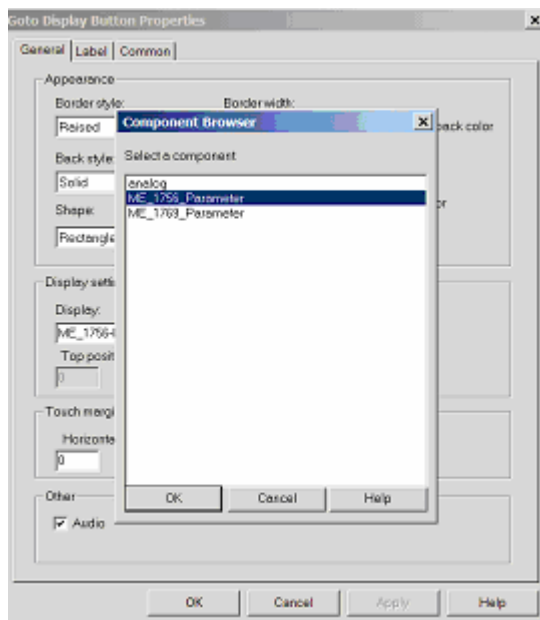 Goto Display Button Properties
General Label Common
Appearance
Border style: Border width:
Raised
back color
Component Browser
Select a component
analog
ME_1756_Parameter
ME_1769_Parameter
Back style:
Solid
Shape:
Rectangle
Display
Display:
ME_1756-
Top posit
0
Touch margi
Horizonta
0
Other
Audio
OK Cancel Help
OK Cancel Apply Help